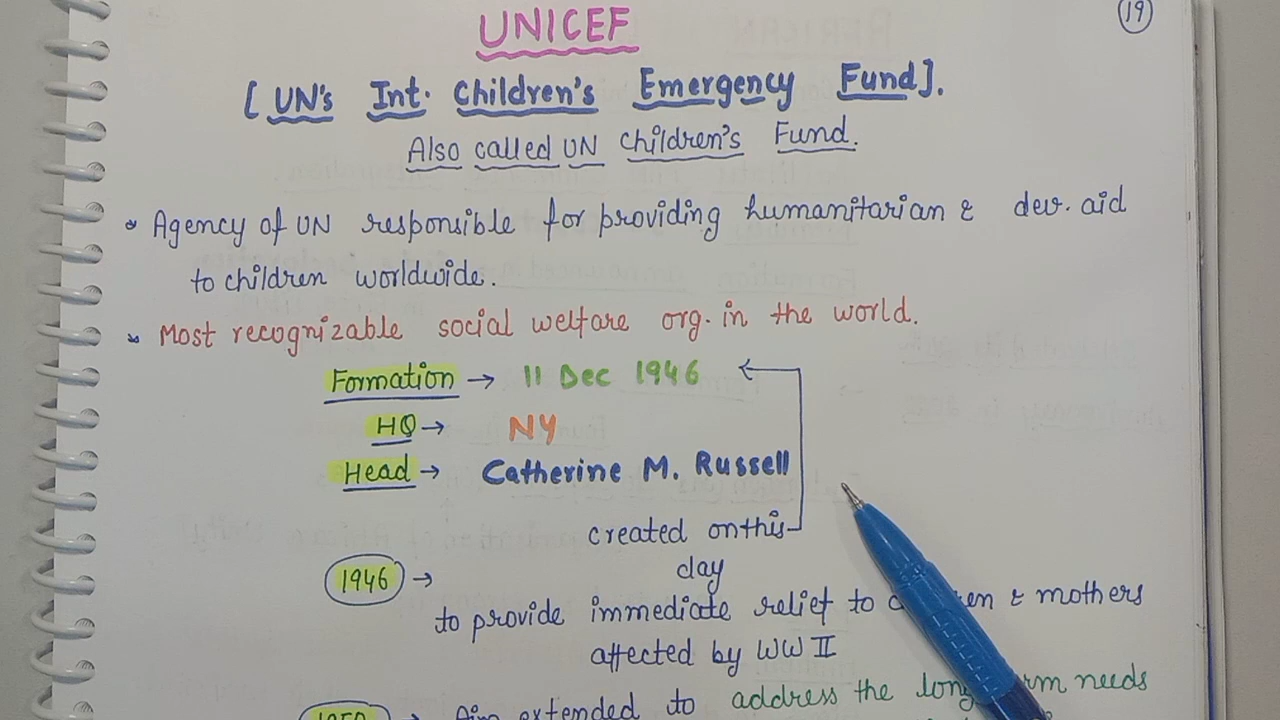 19
UNICEF
[UN's Int. Children's Emergency Fund].
Also called UN Children's Fund.
• Agency of UN responsible for providing humanitarian & dev. aid
to children worldwide.
• Most recognizable social welfare org. in the world.
Formation → 11 Dec 1946 ←
HQ → NY
Head → Catherine M. Russell
created on this
day
1946 →
to provide immediate relief to & mothers
affected by WW II
Aim extended to address the long needs